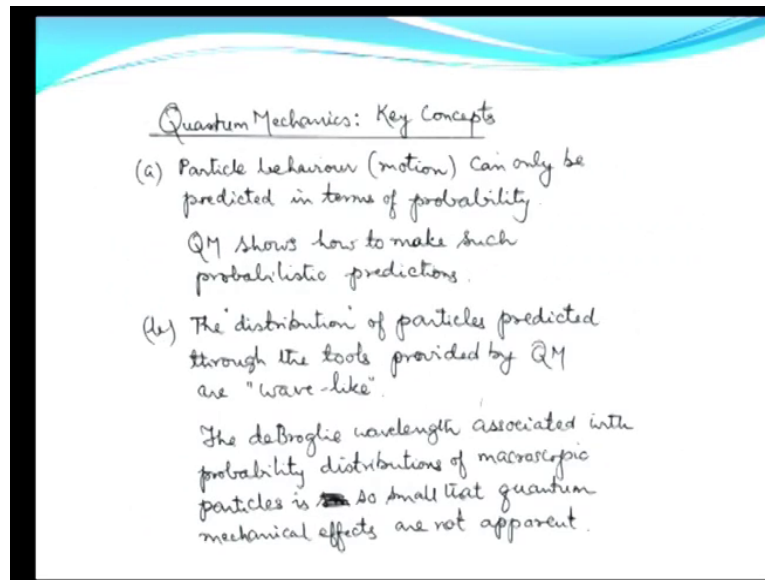 Quantum Mechanics: Key Concepts
(a) Particle behaviour (motion) can only be
predicted in terms of probability.
QM shows how to make such
probabilistic predictions.
(b) The "distribution" of particles predicted
through the tools provided by QM
are "wave-like".
The deBroglie wavelength associated with
probability distributions of macroscopic
particles is so small that quantum
mechanical effects are not apparent.